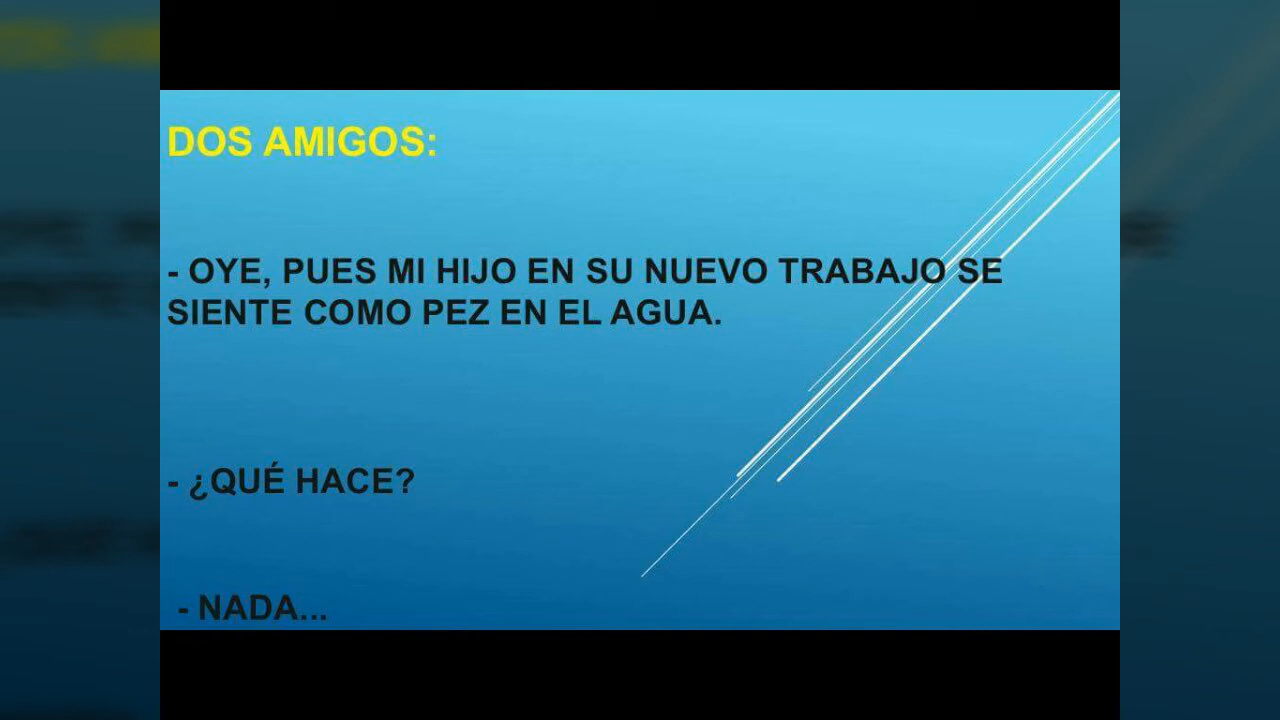 DOS AMIGOS:
- OYE, PUES MI HIJO EN SU NUEVO TRABAJO SE
SIENTE COMO PEZ EN EL AGUA.
- ¿QUÉ HACE?
- NADA...